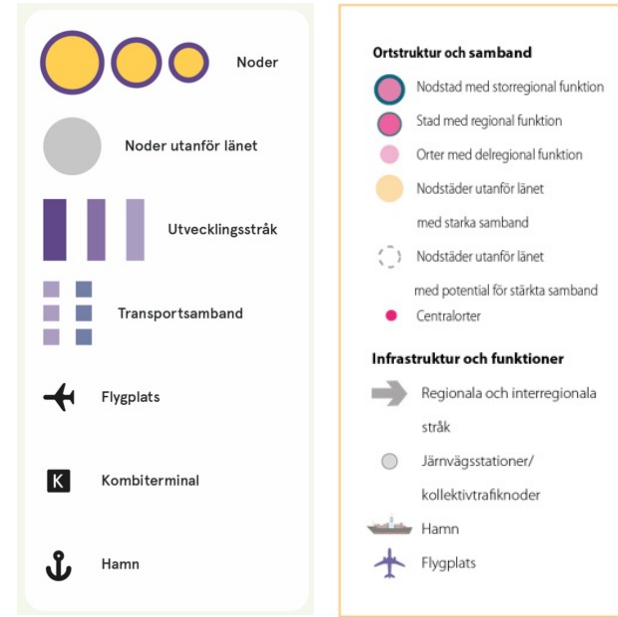 Noder
Noder utanför länet
Utvecklingsstråk
Transportsamband
Flygplats
K
Kombiterminal
Hamn
Ortstruktur och samband
Nodstad med storregional funktion
Stad med regional funktion
Orter med delregional funktion
Nodstäder utanför länet
med starka samband
Nodstäder utanför länet
med potential för stärkta samband
Centralorter
Infrastruktur och funktioner
Regionala och interregionala
stråk
Järnvägsstationer/
kollektivtrafiknoder
Hamn
Flygplats